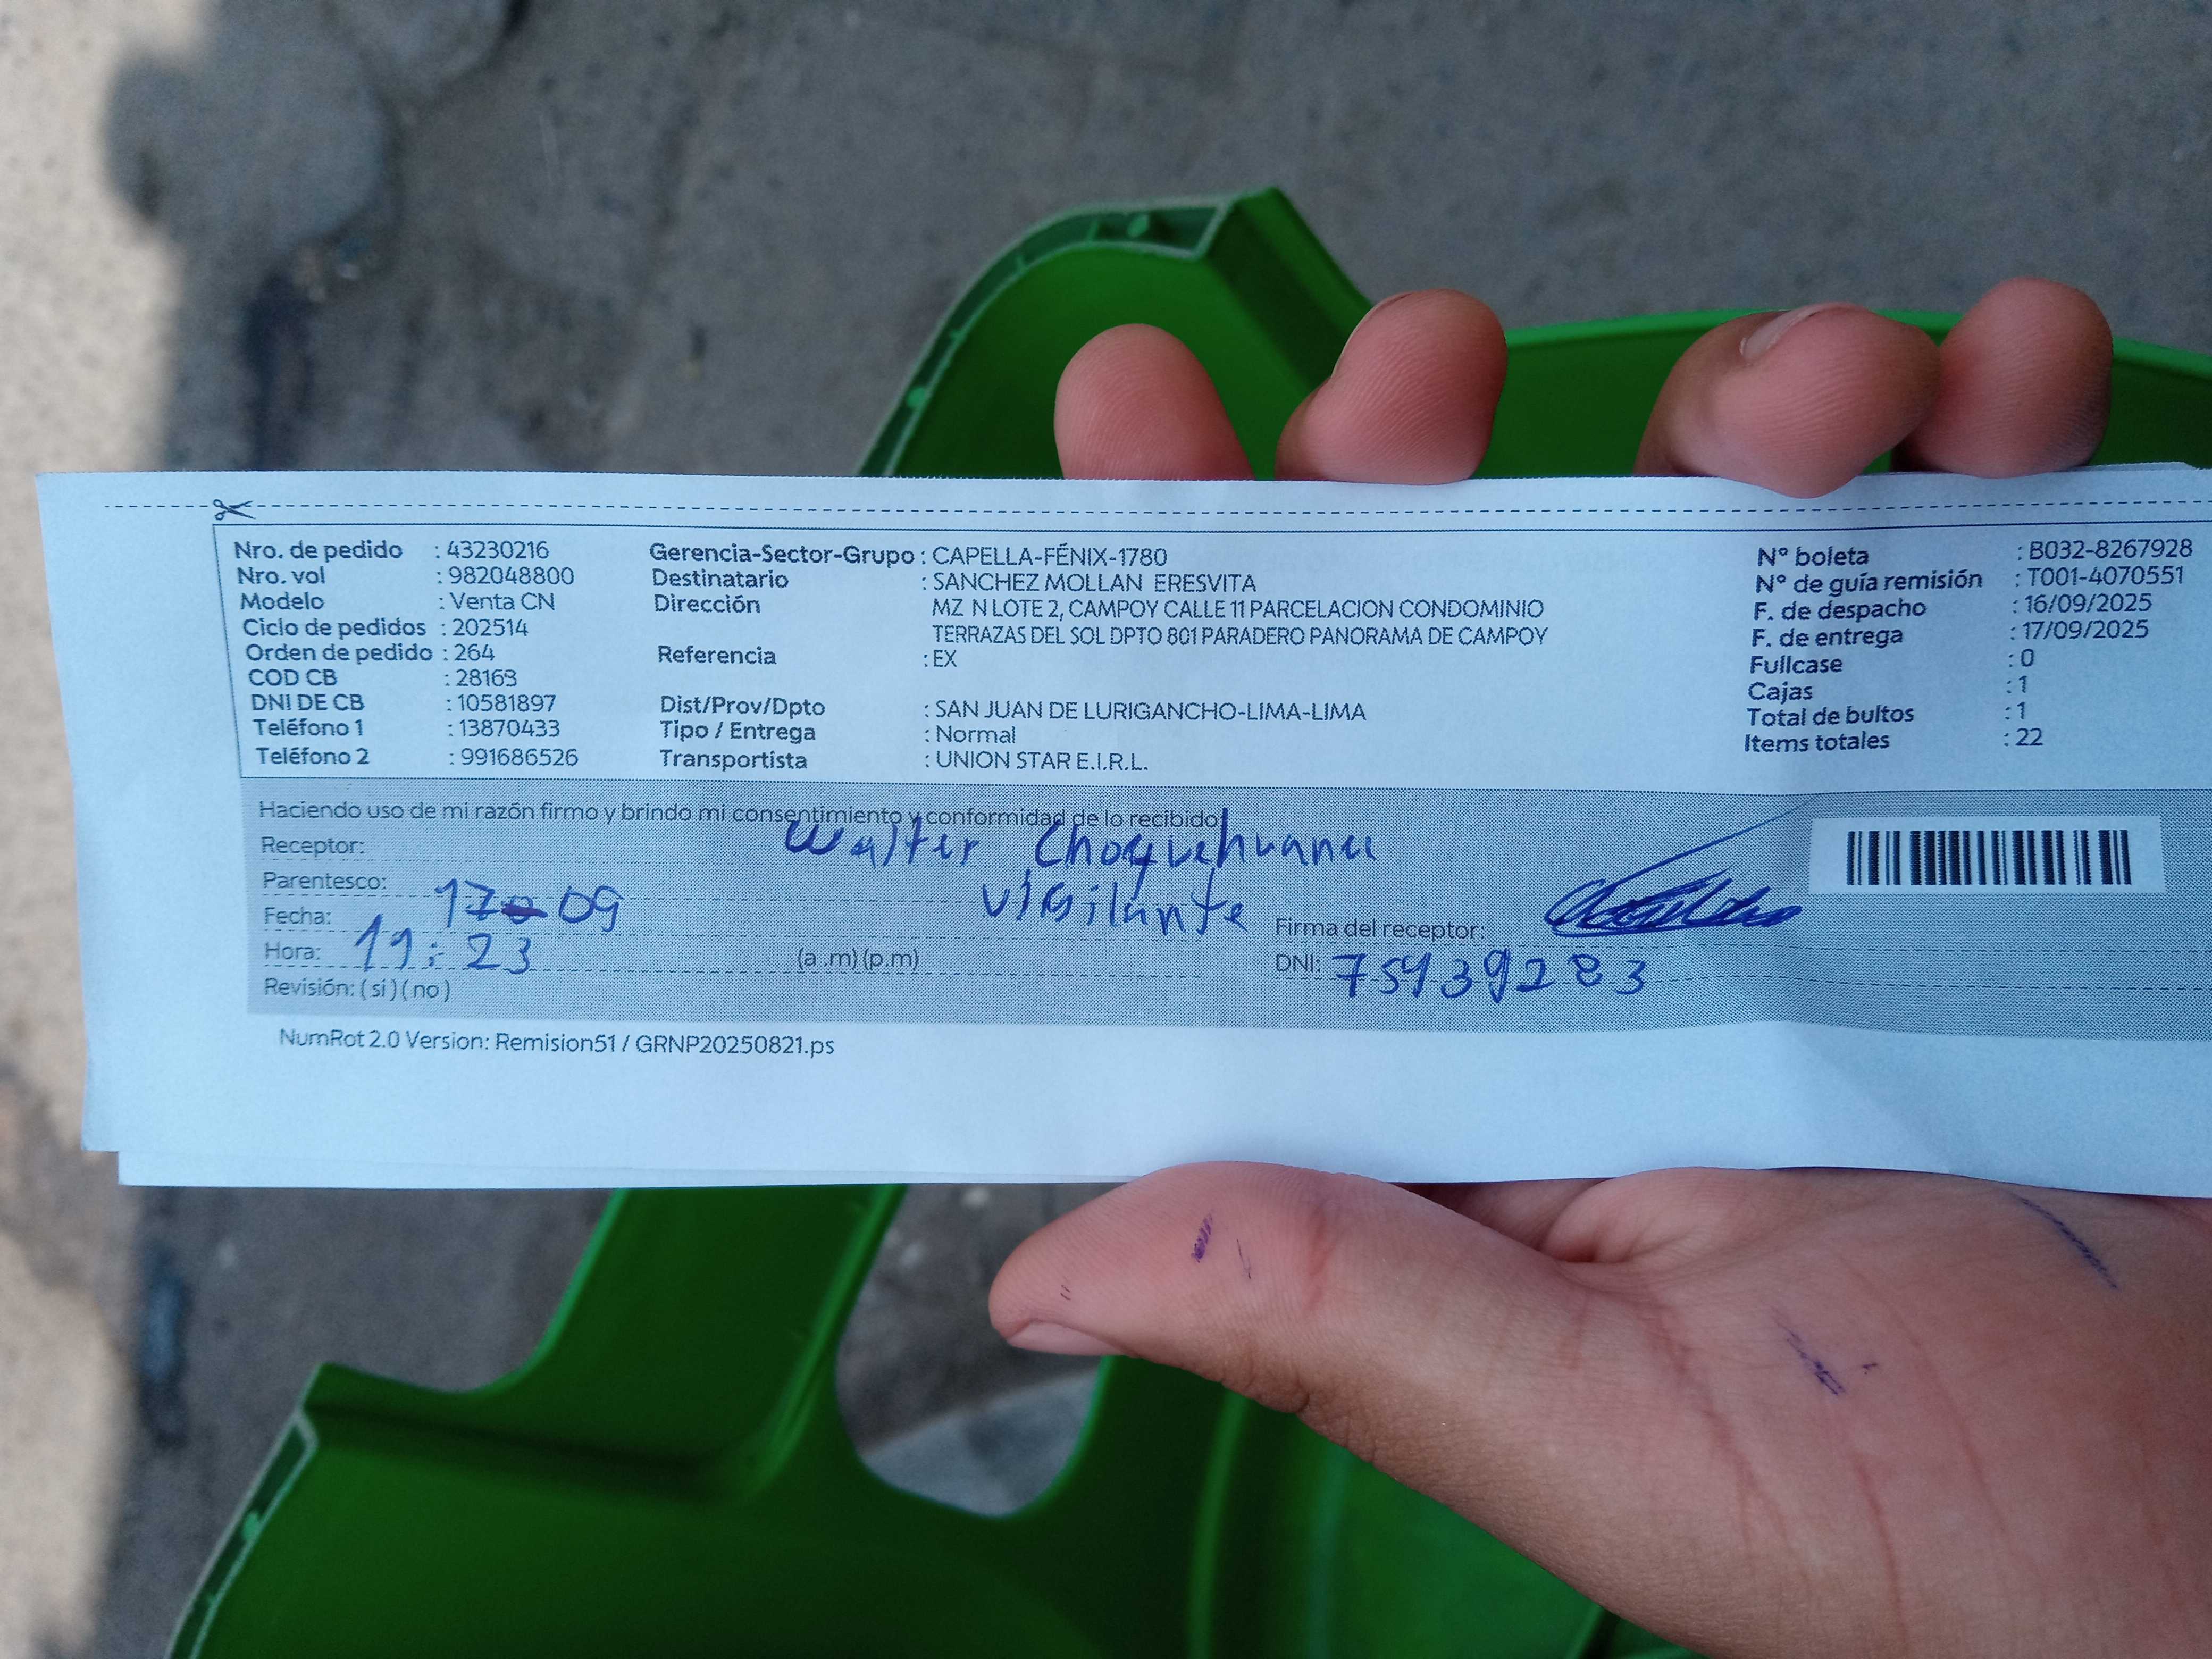 Nro. de pedido : 43230216
Nro. vol : 982048800
Modelo : Venta CN
Ciclo de pedidos : 202514
Orden de pedido : 264
COD CB : 28163
DNI DE CB : 10581897
Teléfono 1 : 13870433
Teléfono 2 : 991686526
Gerencia-Sector-Grupo : CAPELLA-FÉNIX-1780
Destinatario : SANCHEZ MOLLAN ERESVITA
Dirección MZ N LOTE 2, CAMPOY CALLE 11 PARCELACION CONDOMINIO
TERRAZAS DEL SOL DPTO 801 PARADERO PANORAMA DE CAMPOY
Referencia : EX
Dist/Prov/Dpto : SAN JUAN DE LURIGANCHO-LIMA-LIMA
Tipo / Entrega : Normal
Transportista : UNION STAR E.I.R.L.
N° boleta : B032-8267928
N° de guía remisión : T001-4070551
F. de despacho : 16/09/2025
F. de entrega : 17/09/2025
Fullcase : 0
Cajas : 1
Total de bultos : 1
Items totales : 22
Haciendo uso de mi razón firmo y brindo mi consentimiento y conformidad de lo recibido
Receptor: Walter Choquehuanca
Parentesco: vigilante
Fecha: 17 09
Hora: 11:23 (a .m) (p.m)
Revisión: ( si ) ( no )
Firma del receptor:
DNI: 75939283
NumRot 2.0 Version: Remision51 / GRNP20250821.ps